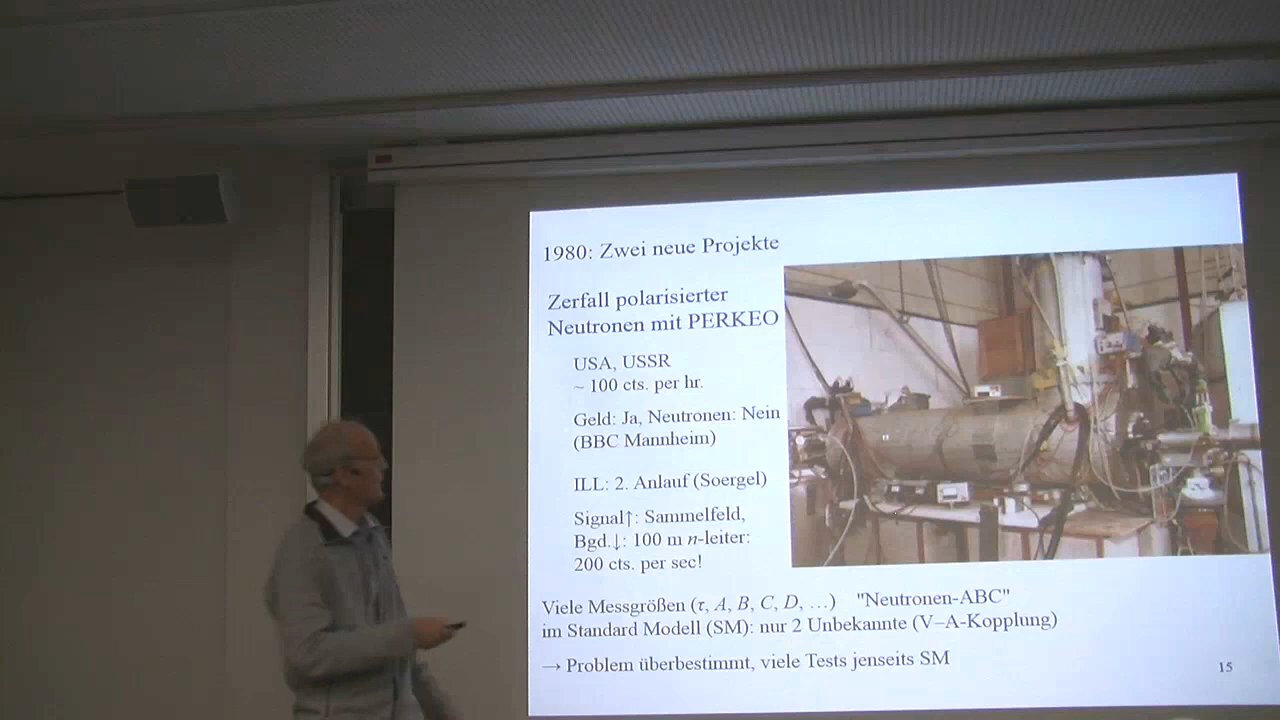 1980: Zwei neue Projekte
Zerfall polarisierter
Neutronen mit PERKEO
USA, USSR
~ 100 cts. per hr.
Geld: Ja, Neutronen: Nein
(BBC Mannheim)
ILL: 2. Anlauf (Soergel)
Signal↑: Sammelfeld,
Bgd.↓: 100 m n-leiter:
200 cts. per sec!
Viele Messgrößen (τ, A, B, C, D, …) "Neutronen-ABC"
im Standard Modell (SM): nur 2 Unbekannte (V–A-Kopplung)
→ Problem überbestimmt, viele Tests jenseits SM
15